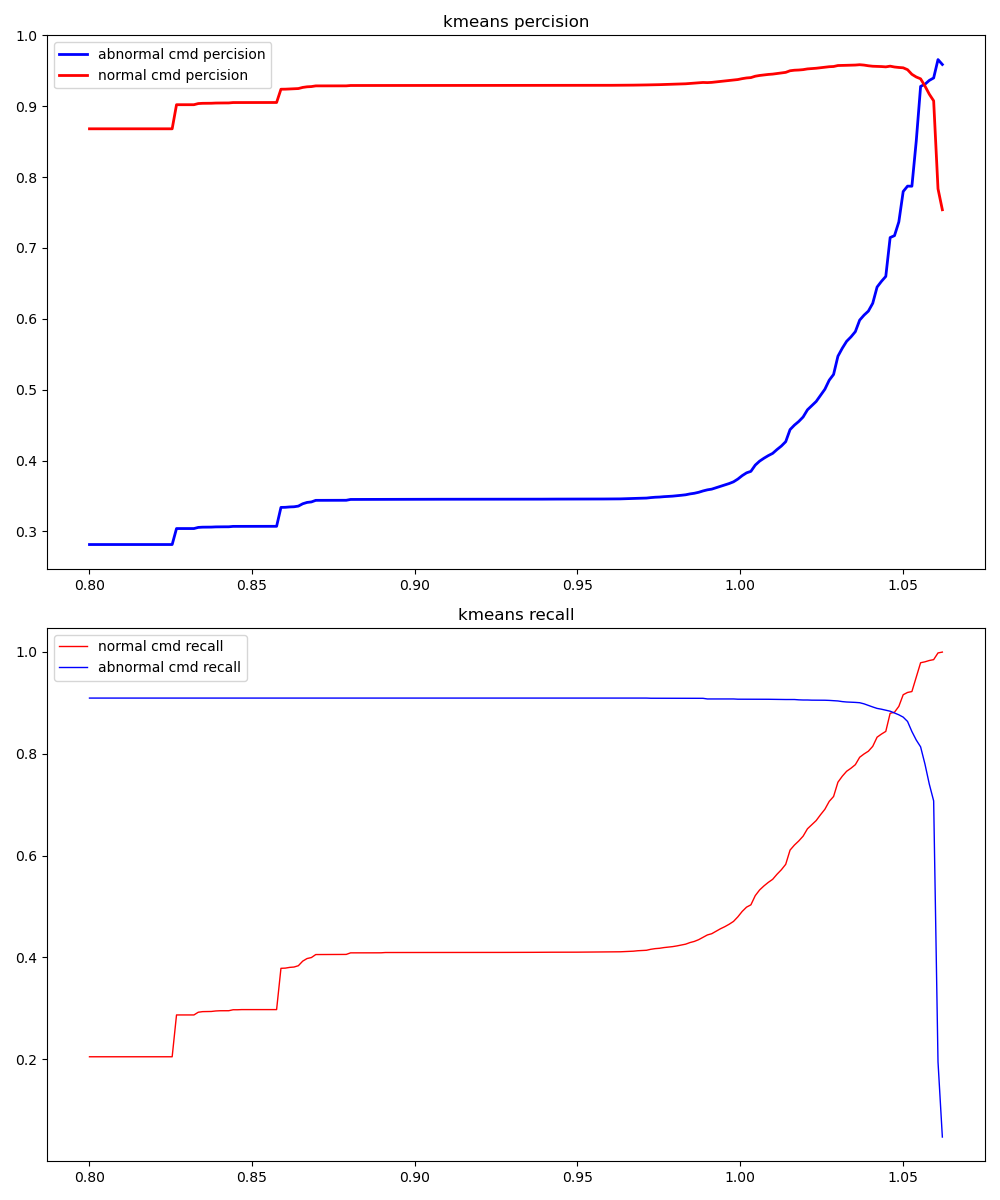 kmeans percision
1.0
abnormal cmd percision
normal cmd percision
0.9
0.8
0.7
0.6
0.5
0.4
0.3
0.80 0.85 0.90 0.95 1.00 1.05
kmeans recall
normal cmd recall
abnormal cmd recall
1.0
0.8
0.6
0.4
0.2
0.80 0.85 0.90 0.95 1.00 1.05